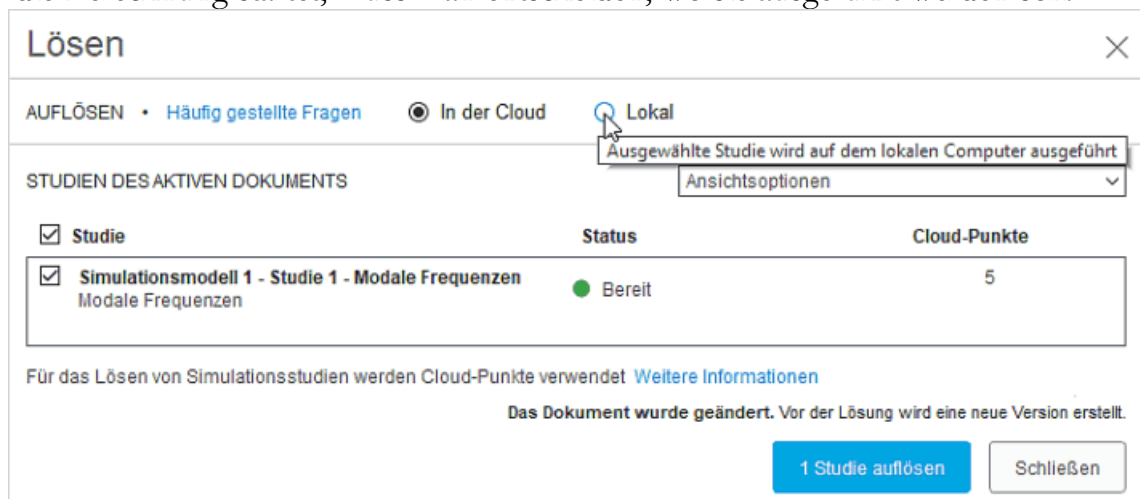 Lösen
AUFLÖSEN • Häufig gestellte Fragen In der Cloud Lokal
Ausgewählte Studie wird auf dem lokalen Computer ausgeführt
STUDIEN DES AKTIVEN DOKUMENTS Ansichtsoptionen
Studie Status Cloud-Punkte
Simulationsmodell 1 - Studie 1 - Modale Frequenzen Bereit 5
Modale Frequenzen
Für das Lösen von Simulationsstudien werden Cloud-Punkte verwendet Weitere Informationen
Das Dokument wurde geändert. Vor der Lösung wird eine neue Version erstellt.
1 Studie auflösen Schließen